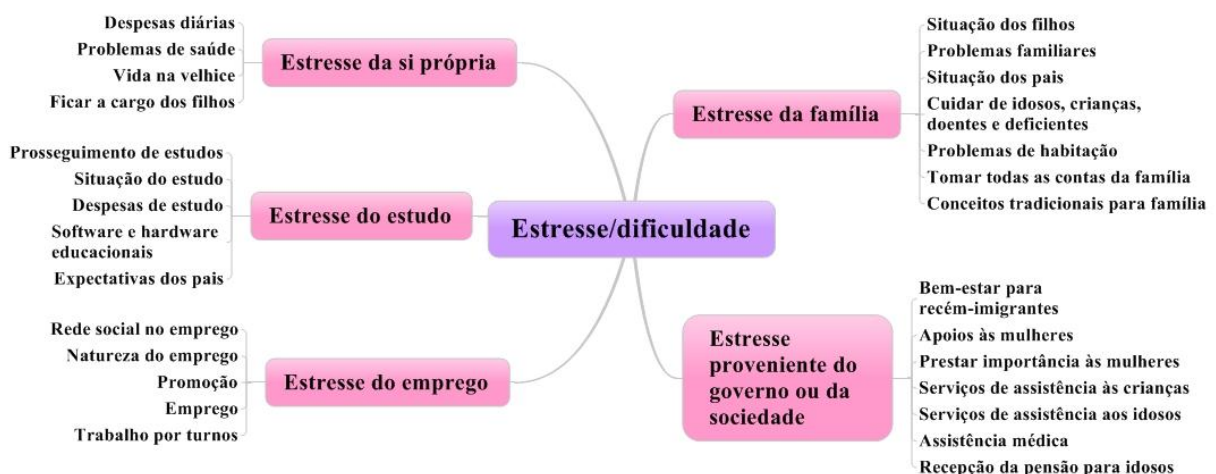 Estresse/dificuldade
Estresse da si própria
Despesas diárias
Problemas de saúde
Vida na velhice
Ficar a cargo dos filhos
Estresse do estudo
Prosseguimento de estudos
Situação do estudo
Despesas de estudo
Software e hardware
educacionais
Expectativas dos pais
Estresse do emprego
Rede social no emprego
Natureza do emprego
Promoção
Emprego
Trabalho por turnos
Estresse da família
Situação dos filhos
Problemas familiares
Situação dos pais
Cuidar de idosos, crianças,
doentes e deficientes
Problemas de habitação
Tomar todas as contas da família
Conceitos tradicionais para família
Estresse
proveniente do
governo ou da
sociedade
Bem-estar para
recém-imigrantes
Apoios às mulheres
Prestar importância às mulheres
Serviços de assistência às crianças
Serviços de assistência aos idosos
Assistência médica
Recepção da pensão para idosos